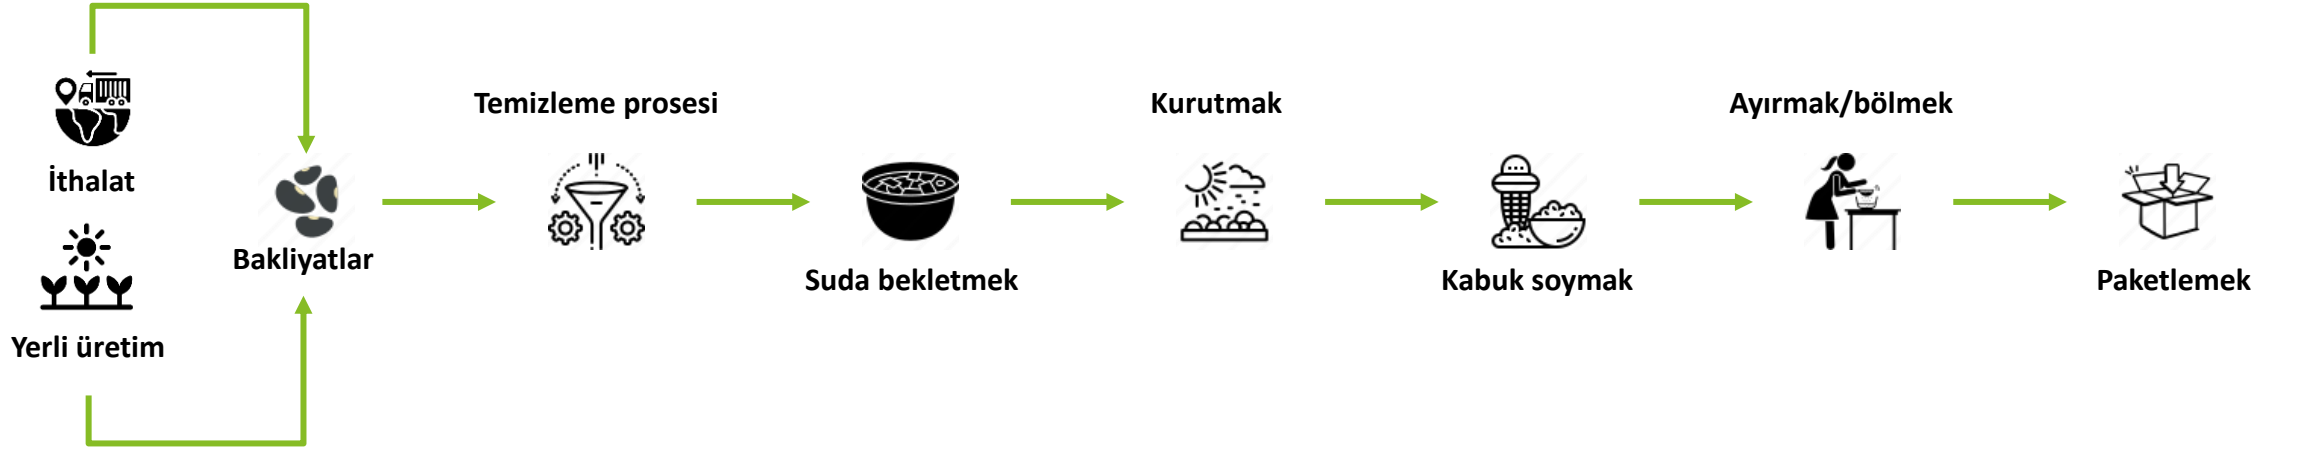 İthalat
Yerli üretim
Bakliyatlar
Temizleme prosesi
Suda bekletmek
Kurutmak
Kabuk soymak
Ayırmak/bölmek
Paketlemek